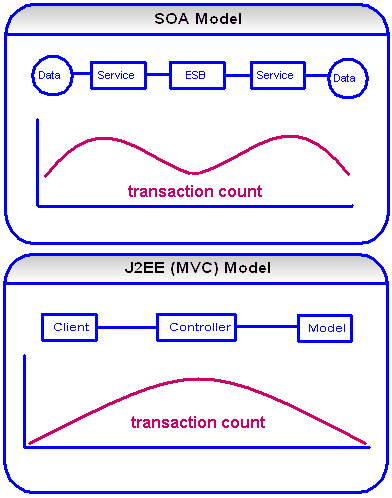 SOA Model
Data Service ESB Service Data
transaction count
J2EE (MVC) Model
Client Controller Model
transaction count